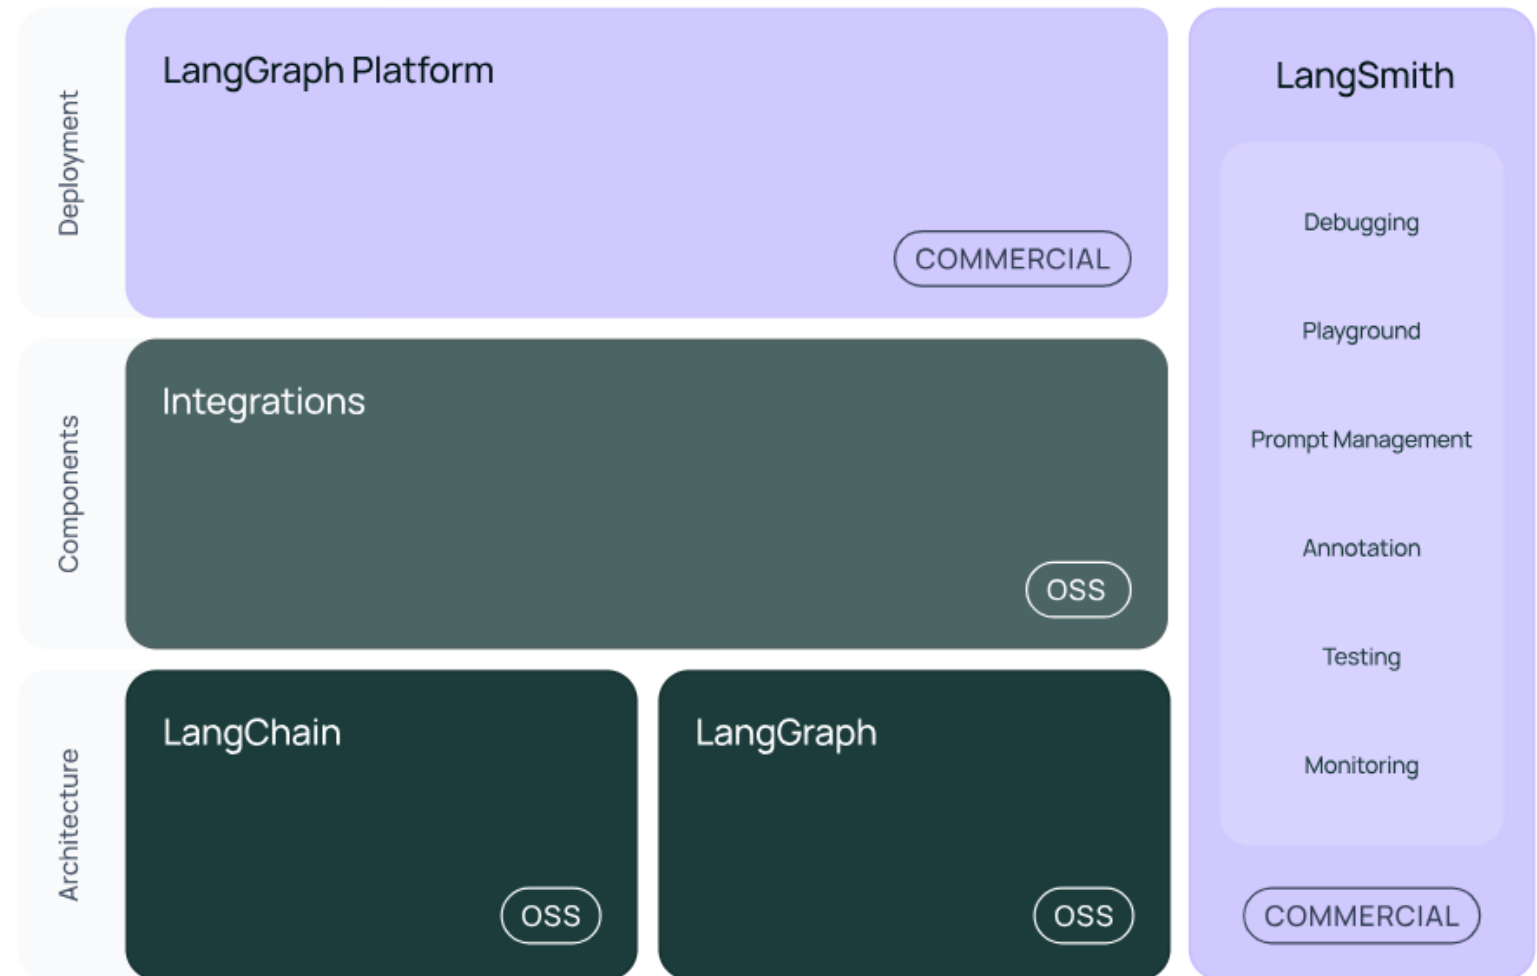 Deployment
LangGraph Platform
COMMERCIAL
Components
Integrations
OSS
Architecture
LangChain
OSS
LangGraph
OSS
LangSmith
Debugging
Playground
Prompt Management
Annotation
Testing
Monitoring
COMMERCIAL